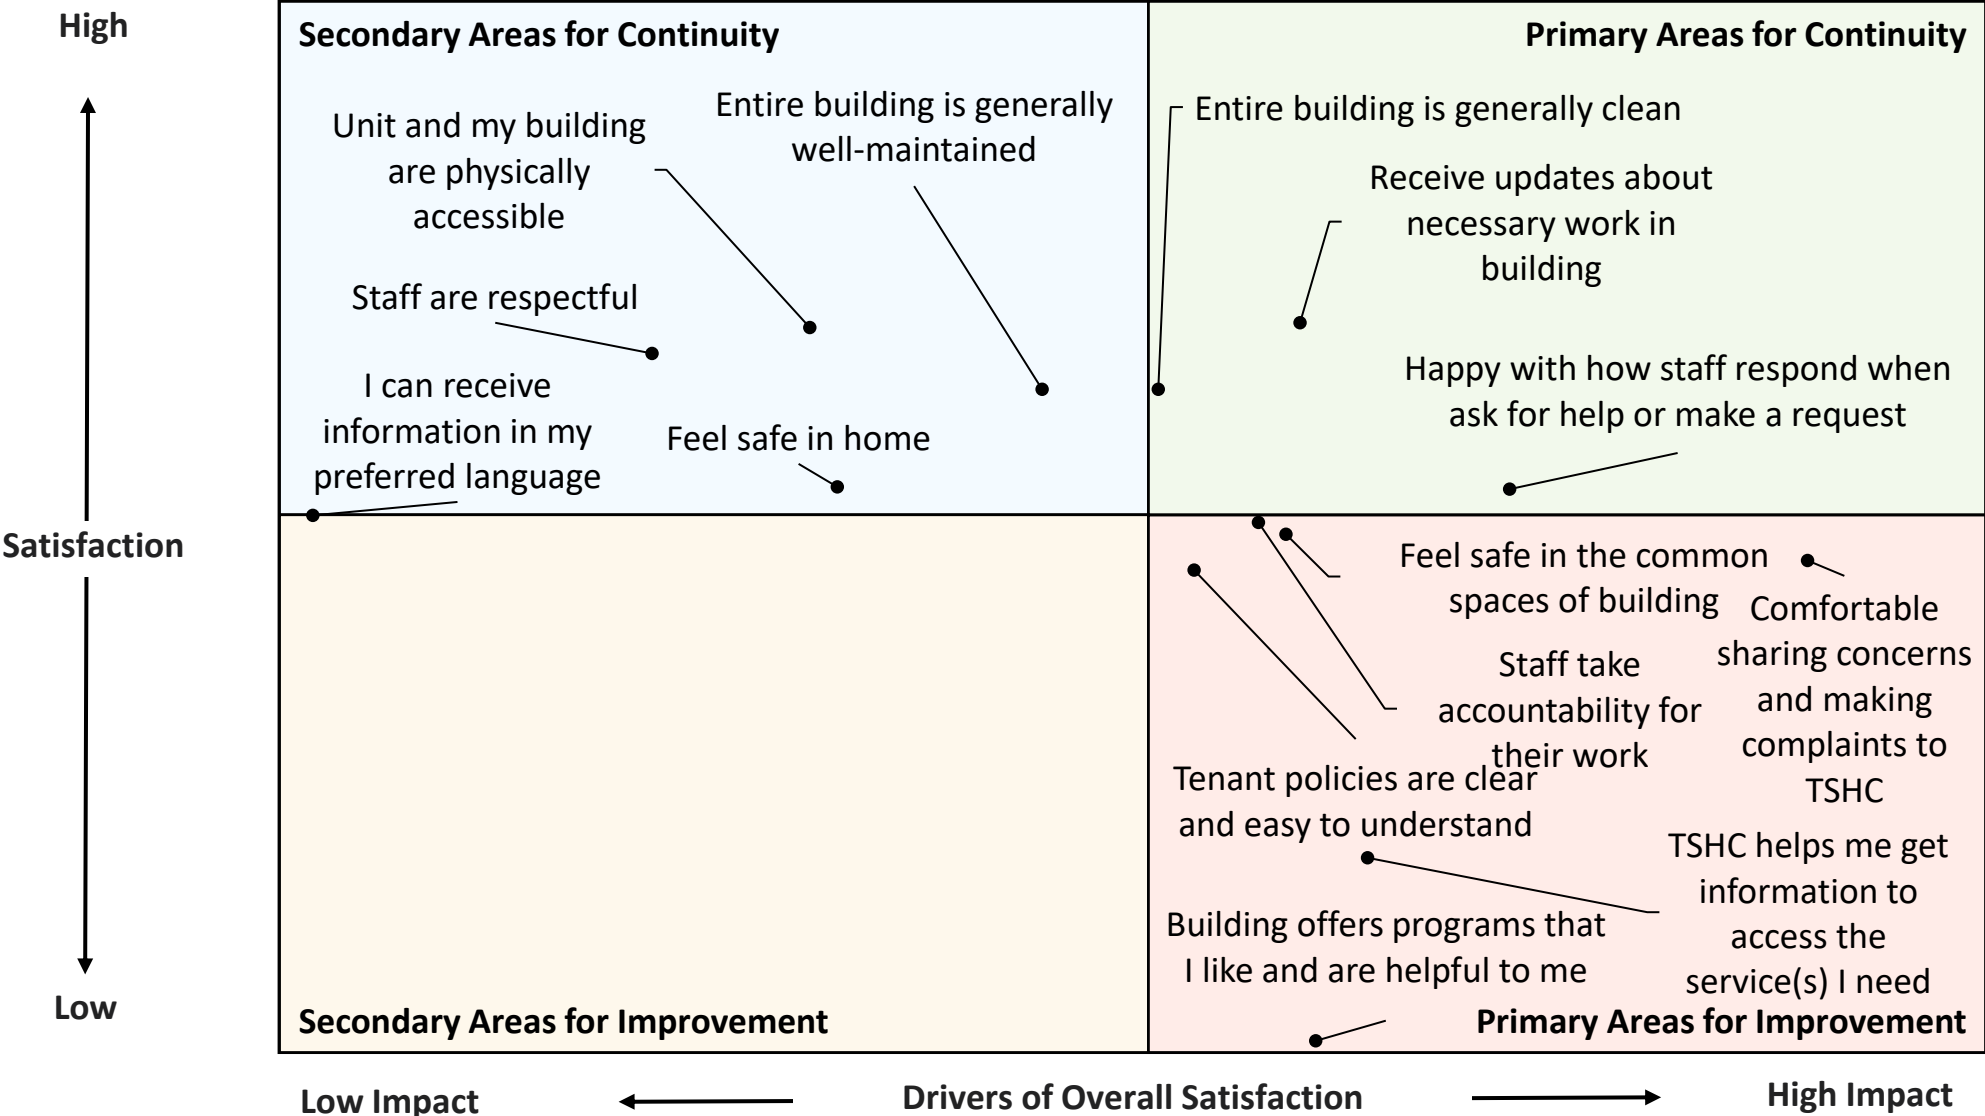 High
Satisfaction
Low
Secondary Areas for Continuity
Unit and my building
are physically
accessible
Entire building is generally
well-maintained
Staff are respectful
I can receive
information in my
preferred language
Feel safe in home
Primary Areas for Continuity
Entire building is generally clean
Receive updates about
necessary work in
building
Happy with how staff respond when
ask for help or make a request
Secondary Areas for Improvement
Feel safe in the common
spaces of building
Comfortable
sharing concerns
and making
complaints to
TSHC
Staff take
accountability for
their work
Tenant policies are clear
and easy to understand
TSHC helps me get
information to
access the
service(s) I need
Building offers programs that
I like and are helpful to me
Primary Areas for Improvement
Low Impact
Drivers of Overall Satisfaction
High Impact